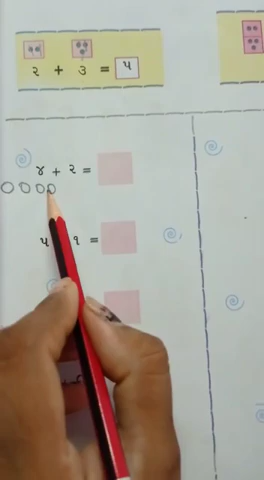 ૨ + ૩ = ૫
૪ + ૨ =
૫ ૧ =